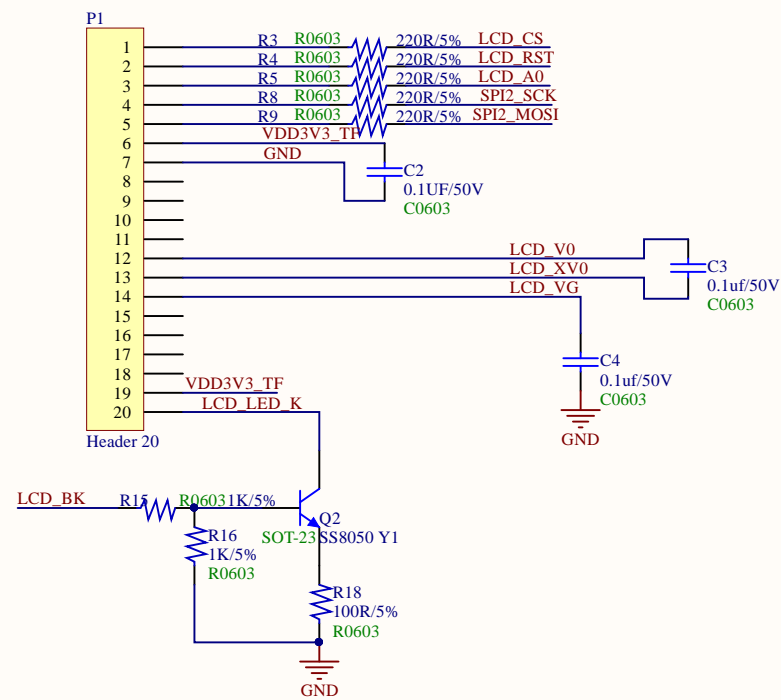 P1
1 R3 R0603 220R/5% LCD_CS
2 R4 R0603 220R/5% LCD_RST
3 R5 R0603 220R/5% LCD_A0
4 R8 R0603 220R/5% SPI2_SCK
5 R9 R0603 220R/5% SPI2_MOSI
6 VDD3V3_TF
7 GND
C2
0.1UF/50V
C0603
8
9
10
11
12 LCD_V0
13 LCD_XV0
C3
0.1uf/50V
C0603
14 LCD_VG
15
16
17
18
C4
0.1uf/50V
C0603
GND
19 VDD3V3_TF
20 LCD_LED_K
Header 20
LCD_BK R15 R0603 1K/5%
Q2
SOT-23 SS8050 Y1
R16
1K/5%
R0603
R18
100R/5%
R0603
GND